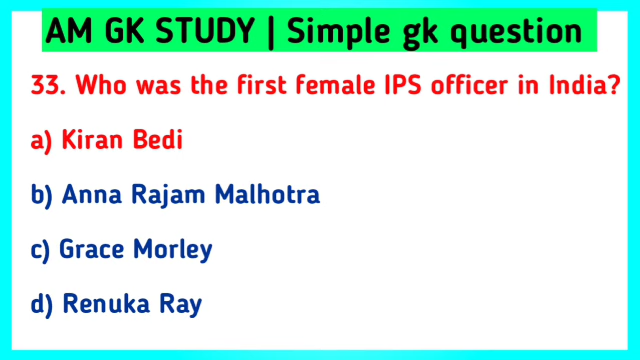 AM GK STUDY | Simple gk question
33. Who was the first female IPS officer in India?
a) Kiran Bedi
b) Anna Rajam Malhotra
c) Grace Morley
d) Renuka Ray